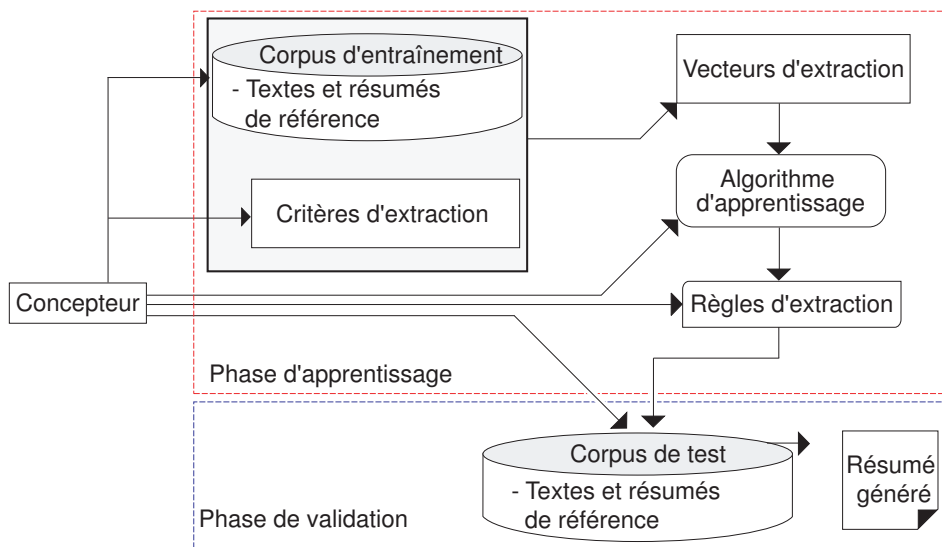 Corpus d'entraînement
- Textes et résumés
de référence
Critères d'extraction
Vecteurs d'extraction
Algorithme
d'apprentissage
Règles d'extraction
Concepteur
Phase d'apprentissage
Corpus de test
- Textes et résumés
de référence
Résumé
généré
Phase de validation